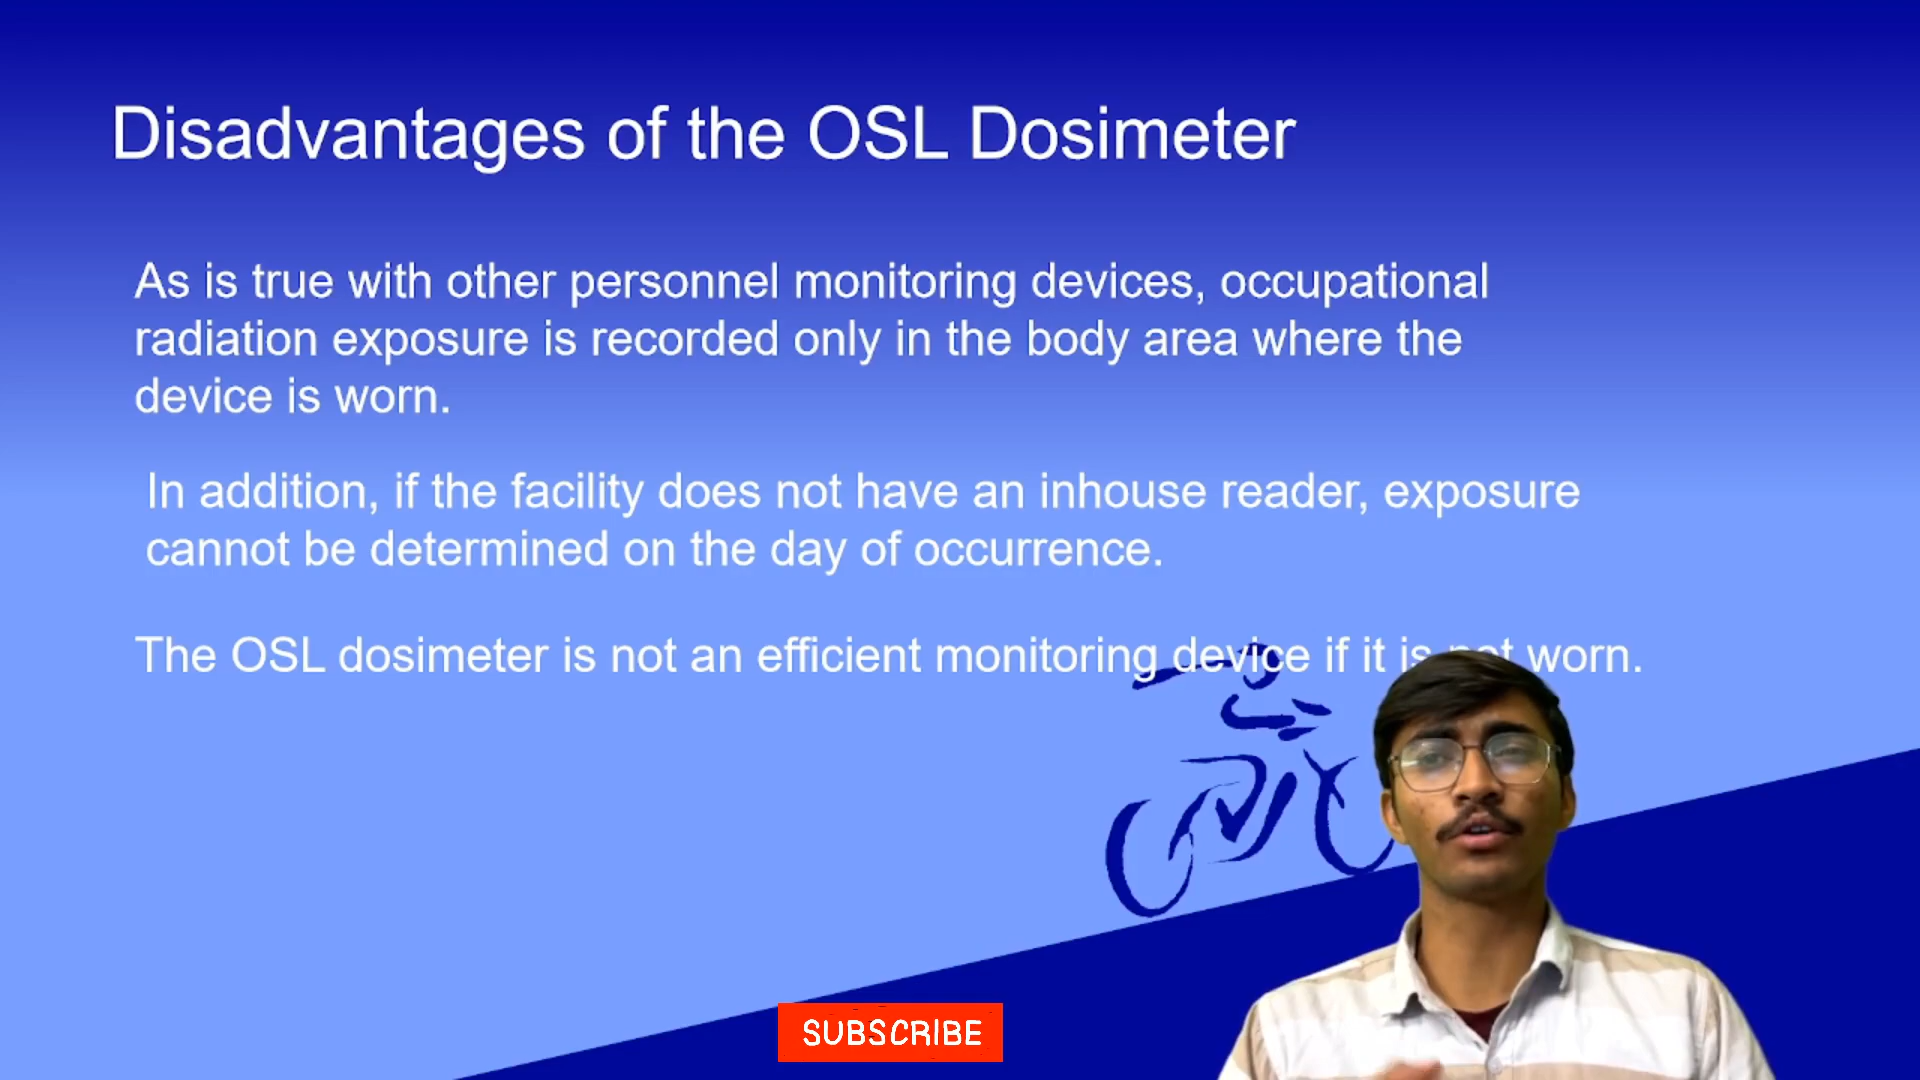 Disadvantages of the OSL Dosimeter
As is true with other personnel monitoring devices, occupational
radiation exposure is recorded only in the body area where the
device is worn.
In addition, if the facility does not have an inhouse reader, exposure
cannot be determined on the day of occurrence.
The OSL dosimeter is not an efficient monitoring device if it is not worn.
SUBSCRIBE